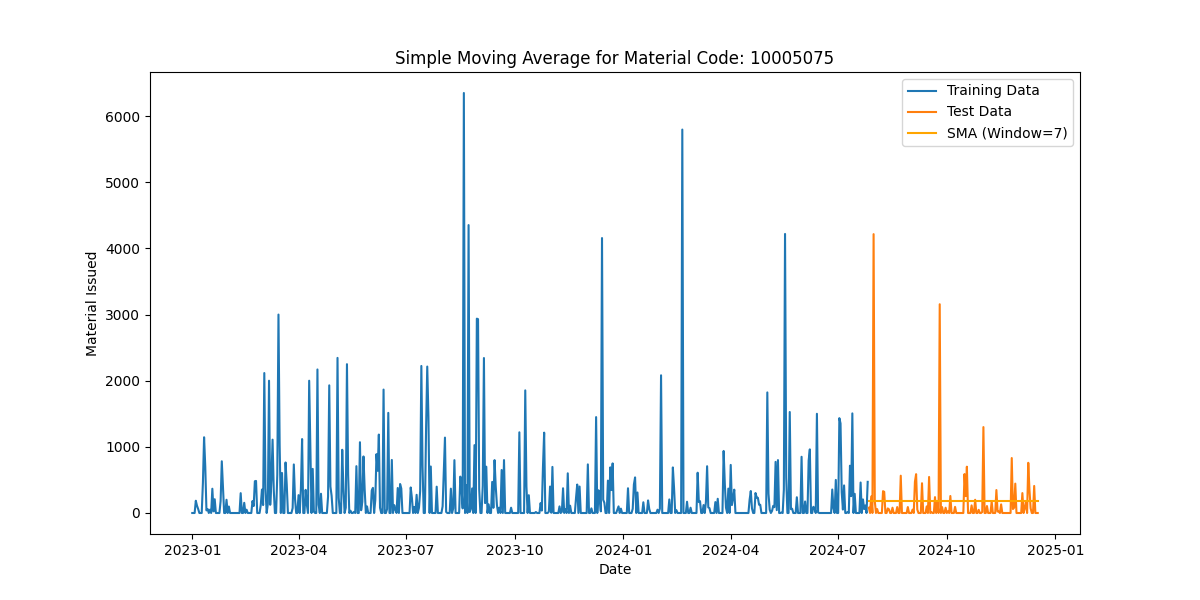 Simple Moving Average for Material Code: 10005075
Training Data
Test Data
SMA (Window=7)
Material Issued
6000
5000
4000
3000
2000
1000
0
2023-01
2023-04
2023-07
2023-10
2024-01
2024-04
2024-07
2024-10
2025-01
Date